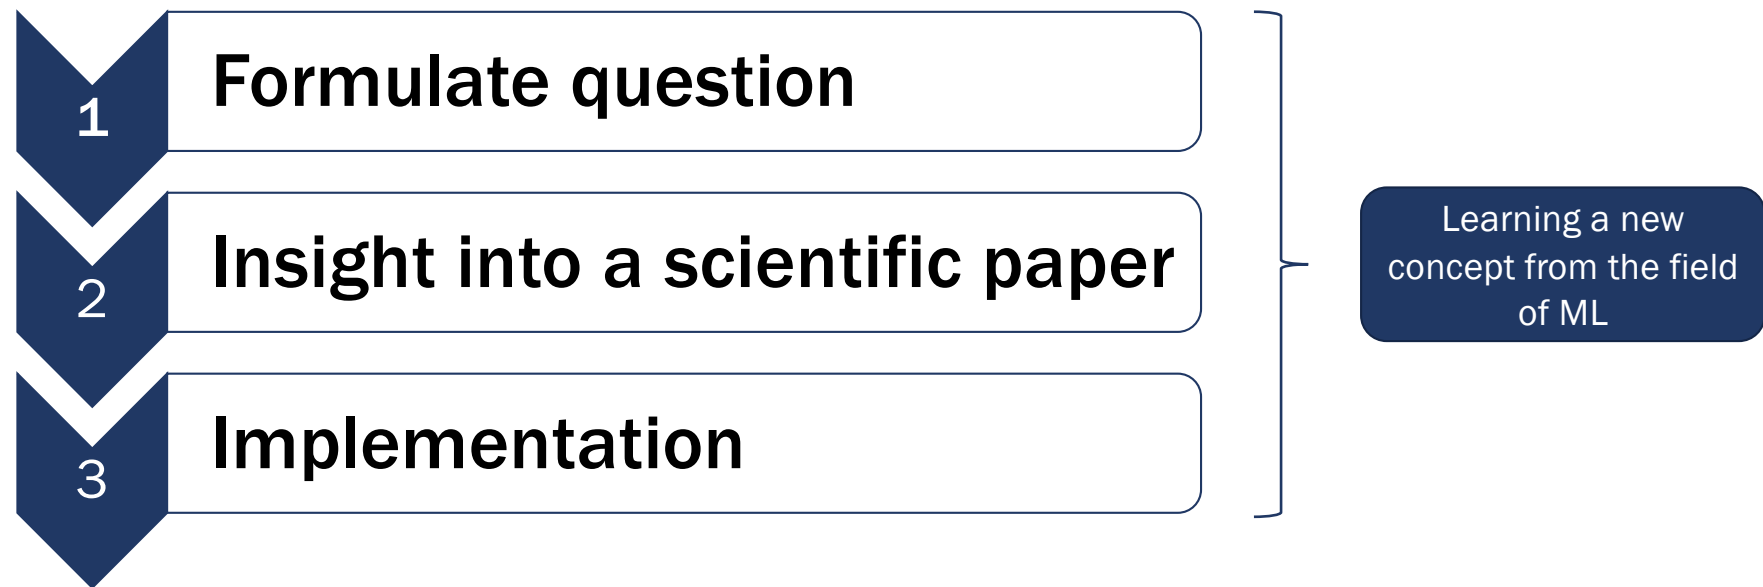 1
Formulate question
2
Insight into a scientific paper
3
Implementation
Learning a new
concept from the field
of ML